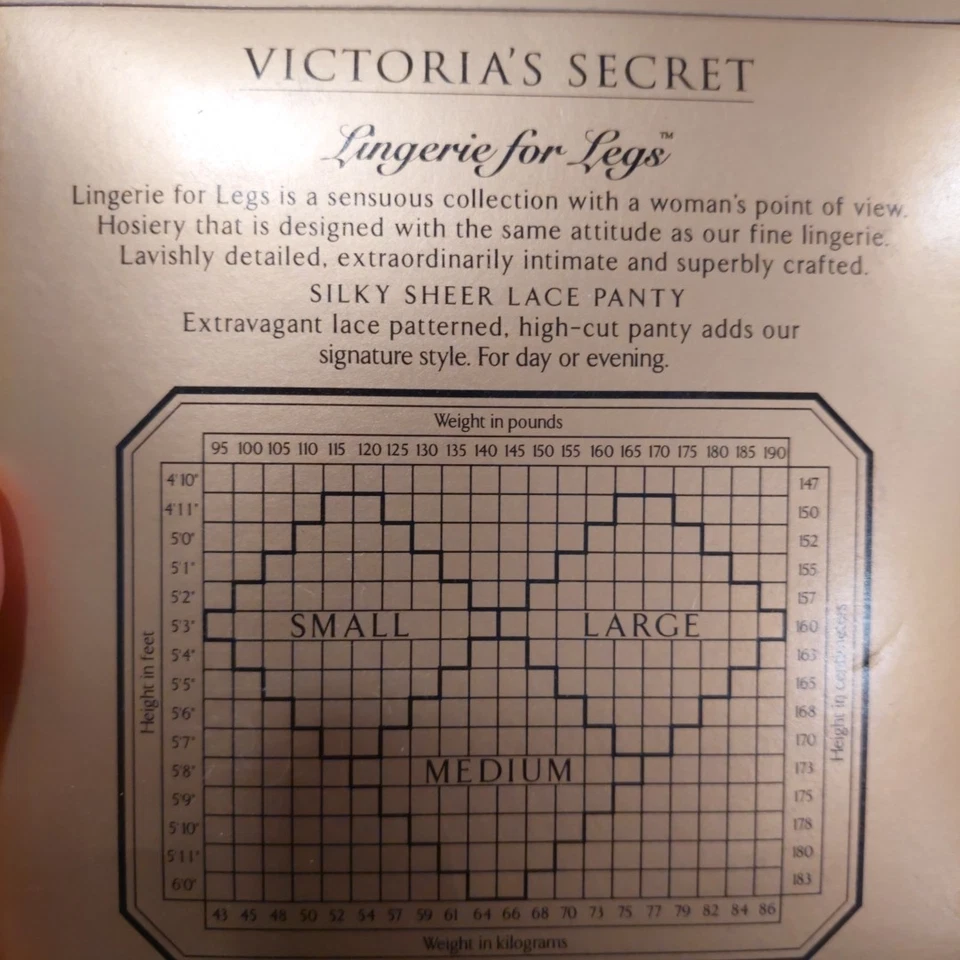 VICTORIA'S SECRET
Lingerie for Legs™
Lingerie for Legs is a sensuous collection with a woman's point of view.
Hosiery that is designed with the same attitude as our fine lingerie.
Lavishly detailed, extraordinarily intimate and superbly crafted.
SILKY SHEER LACE PANTY
Extravagant lace patterned, high-cut panty adds our
signature style. For day or evening.
Weight in pounds
95 100 105 110 115 120 125 130 135 140 145 150 155 160 165 170 175 180 185 190
4'10" 147
4'11" 150
5'0" 152
5'1" 155
5'2" 157
5'3" SMALL LARGE 160
5'4" 163
5'5" 165
5'6" 168
5'7" 170
5'8" MEDIUM 173
5'9" 175
5'10" 178
5'11" 180
6'0" 183
Height in feet
Height in centimeters
43 45 48 50 52 54 57 59 61 64 66 68 70 73 75 77 79 82 84 86
Weight in kilograms